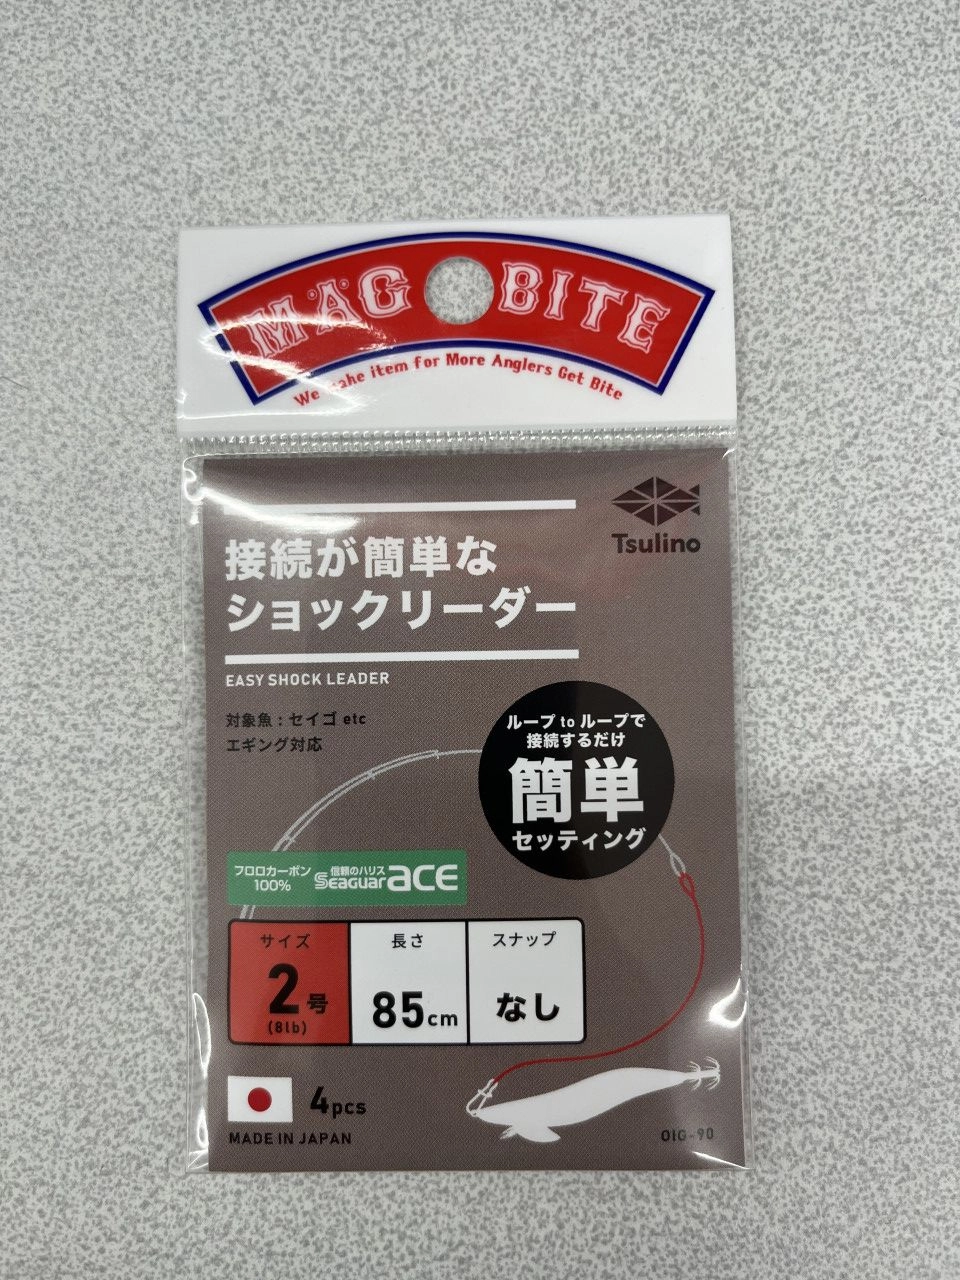 MÄG BITE
We make item for More Anglers Get Bite
Tsulino
接続が簡単な
ショックリーダー
EASY SHOCK LEADER
対象魚：セイゴ etc
エギング対応
ループ to ループで
接続するだけ
簡単
セッティング
フロロカーボン
100%
信頼のハリス
Seaguar ace
サイズ
2号
(8lb)
長さ
85cm
スナップ
なし
4pcs
MADE IN JAPAN
OIG-90